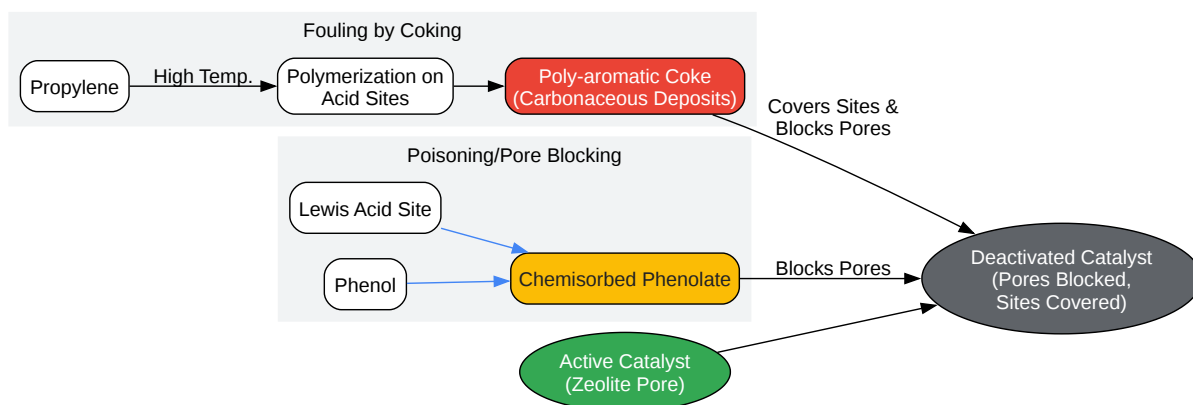 Fouling by Coking
Propylene
High Temp.
Polymerization on
Acid Sites
Poly-aromatic Coke
(Carbonaceous Deposits)
Covers Sites &
Blocks Pores
Poisoning/Pore Blocking
Lewis Acid Site
Phenol
Chemisorbed Phenolate
Blocks Pores
Deactivated Catalyst
(Pores Blocked,
Sites Covered)
Active Catalyst
(Zeolite Pore)